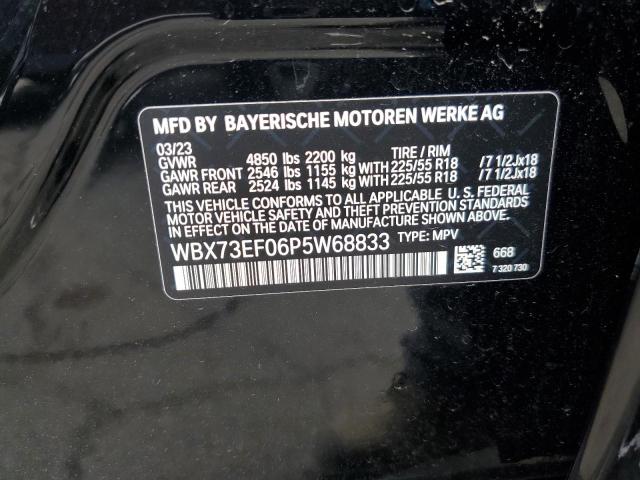 MFD BY BAYERISCHE MOTOREN WERKE AG
03/23 TIRE / RIM
GVWR 4850 lbs 2200 kg
GAWR FRONT 2546 lbs 1155 kg WITH 225/55 R18 /7 1/2Jx18
GAWR REAR 2524 lbs 1145 kg WITH 225/55 R18 /7 1/2Jx18
THIS VEHICLE CONFORMS TO ALL APPLICABLE U. S. FEDERAL
MOTOR VEHICLE SAFETY, BUMPER AND THEFT PREVENTION STANDARDS
IN EFFECT ON THE DATE OF MANUFACTURE SHOWN ABOVE.
WBX73EF06P5W68833 TYPE: MPV
668
7 320 730